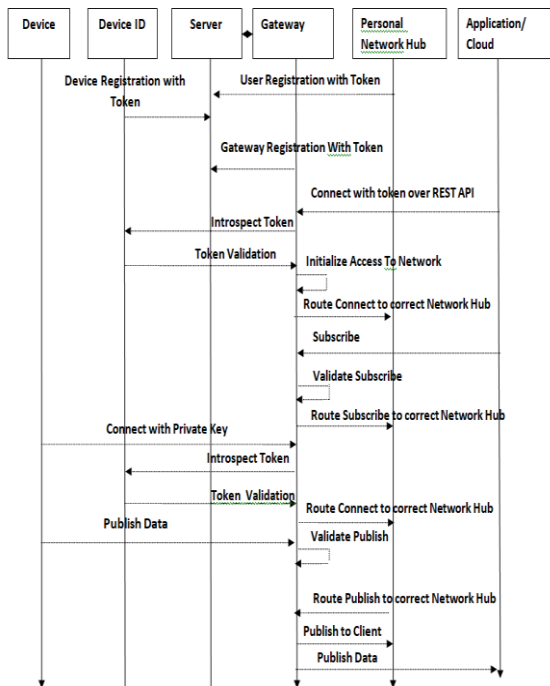 Device
Device ID
Server
Gateway
Personal
Network Hub
Application/
Cloud
Device Registration with
Token
User Registration with Token
Gateway Registration With Token
Connect with token over REST API
Introspect Token
Token Validation
Initialize Access To Network
Route Connect to correct Network Hub
Subscribe
Validate Subscribe
Route Subscribe to correct Network Hub
Connect with Private Key
Introspect Token
Token Validation
Route Connect to correct Network Hub
Publish Data
Validate Publish
Route Publish to correct Network Hub
Publish to Client
Publish Data